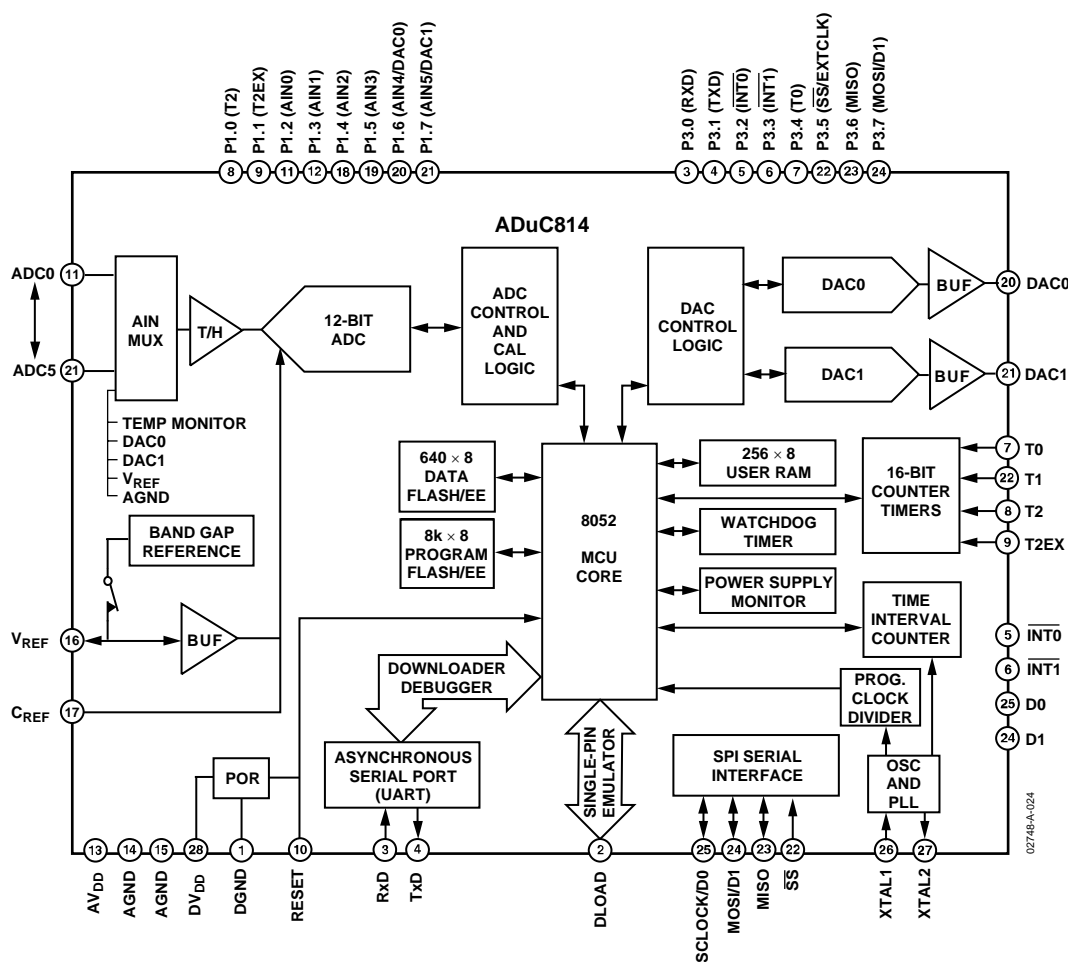 P1.0 (T2)
P1.1 (T2EX)
P1.2 (AIN0)
P1.3 (AIN1)
P1.4 (AIN2)
P1.5 (AIN3)
P1.6 (AIN4/DAC0)
P1.7 (AIN5/DAC1)
P3.0 (RXD)
P3.1 (TXD)
P3.2 (INT0)
P3.3 (INT1)
P3.4 (T0)
P3.5 (SS/EXTCLK)
P3.6 (MISO)
P3.7 (MOSI/D1)
8
9
11
12
18
19
20
21
3
4
5
6
7
22
23
24
ADuC814
ADC0
11
ADC5
21
AIN
MUX
T/H
12-BIT
ADC
ADC
CONTROL
AND
CAL
LOGIC
DAC
CONTROL
LOGIC
DAC0
BUF
20
DAC0
DAC1
BUF
21
DAC1
TEMP MONITOR
DAC0
DAC1
VREF
AGND
BAND GAP
REFERENCE
640 × 8
DATA
FLASH/EE
8k × 8
PROGRAM
FLASH/EE
8052
MCU
CORE
256 × 8
USER RAM
WATCHDOG
TIMER
POWER SUPPLY
MONITOR
16-BIT
COUNTER
TIMERS
7
T0
22
T1
8
T2
9
T2EX
TIME
INTERVAL
COUNTER
5
INT0
6
INT1
25
D0
24
D1
VREF
16
BUF
CREF
17
DOWNLOADER
DEBUGGER
PROG.
CLOCK
DIVIDER
POR
ASYNCHRONOUS
SERIAL PORT
(UART)
SINGLE-PIN
EMULATOR
SPI SERIAL
INTERFACE
OSC
AND
PLL
02748-A-024
13
14
15
28
1
10
3
4
2
25
24
23
22
26
27
AVDD
AGND
AGND
DVDD
DGND
RESET
RxD
TxD
DLOAD
SCLOCK/D0
MOSI/D1
MISO
SS
XTAL1
XTAL2